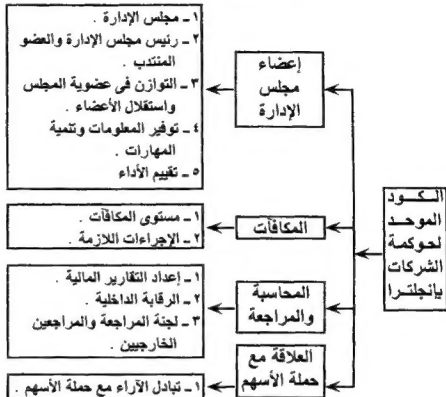 الكود
الموحد
لحوكمة
الشركات
بإنجلترا
أعضاء
مجلس
الإدارة
١ ـ مجلس الإدارة .
٢ ـ رئيس مجلس الإدارة والعضو
المنتدب .
٣ ـ التوازن فى عضوية المجلس
واستقلال الأعضاء .
٤ ـ توفير المعلومات وتنمية
المهارات .
٥ ـ تقييم الأداء
المكافآت
١ ـ مستوى المكافآت .
٢ ـ الإجراءات اللازمة .
المحاسبة
والمراجعة
١ ـ إعداد التقارير المالية .
٢ ـ الرقابة الداخلية .
٣ ـ لجنة المراجعة والمراجعين
الخارجيين .
العلاقة مع
حملة الأسهم
١ ـ تبادل الآراء مع حملة الأسهم .